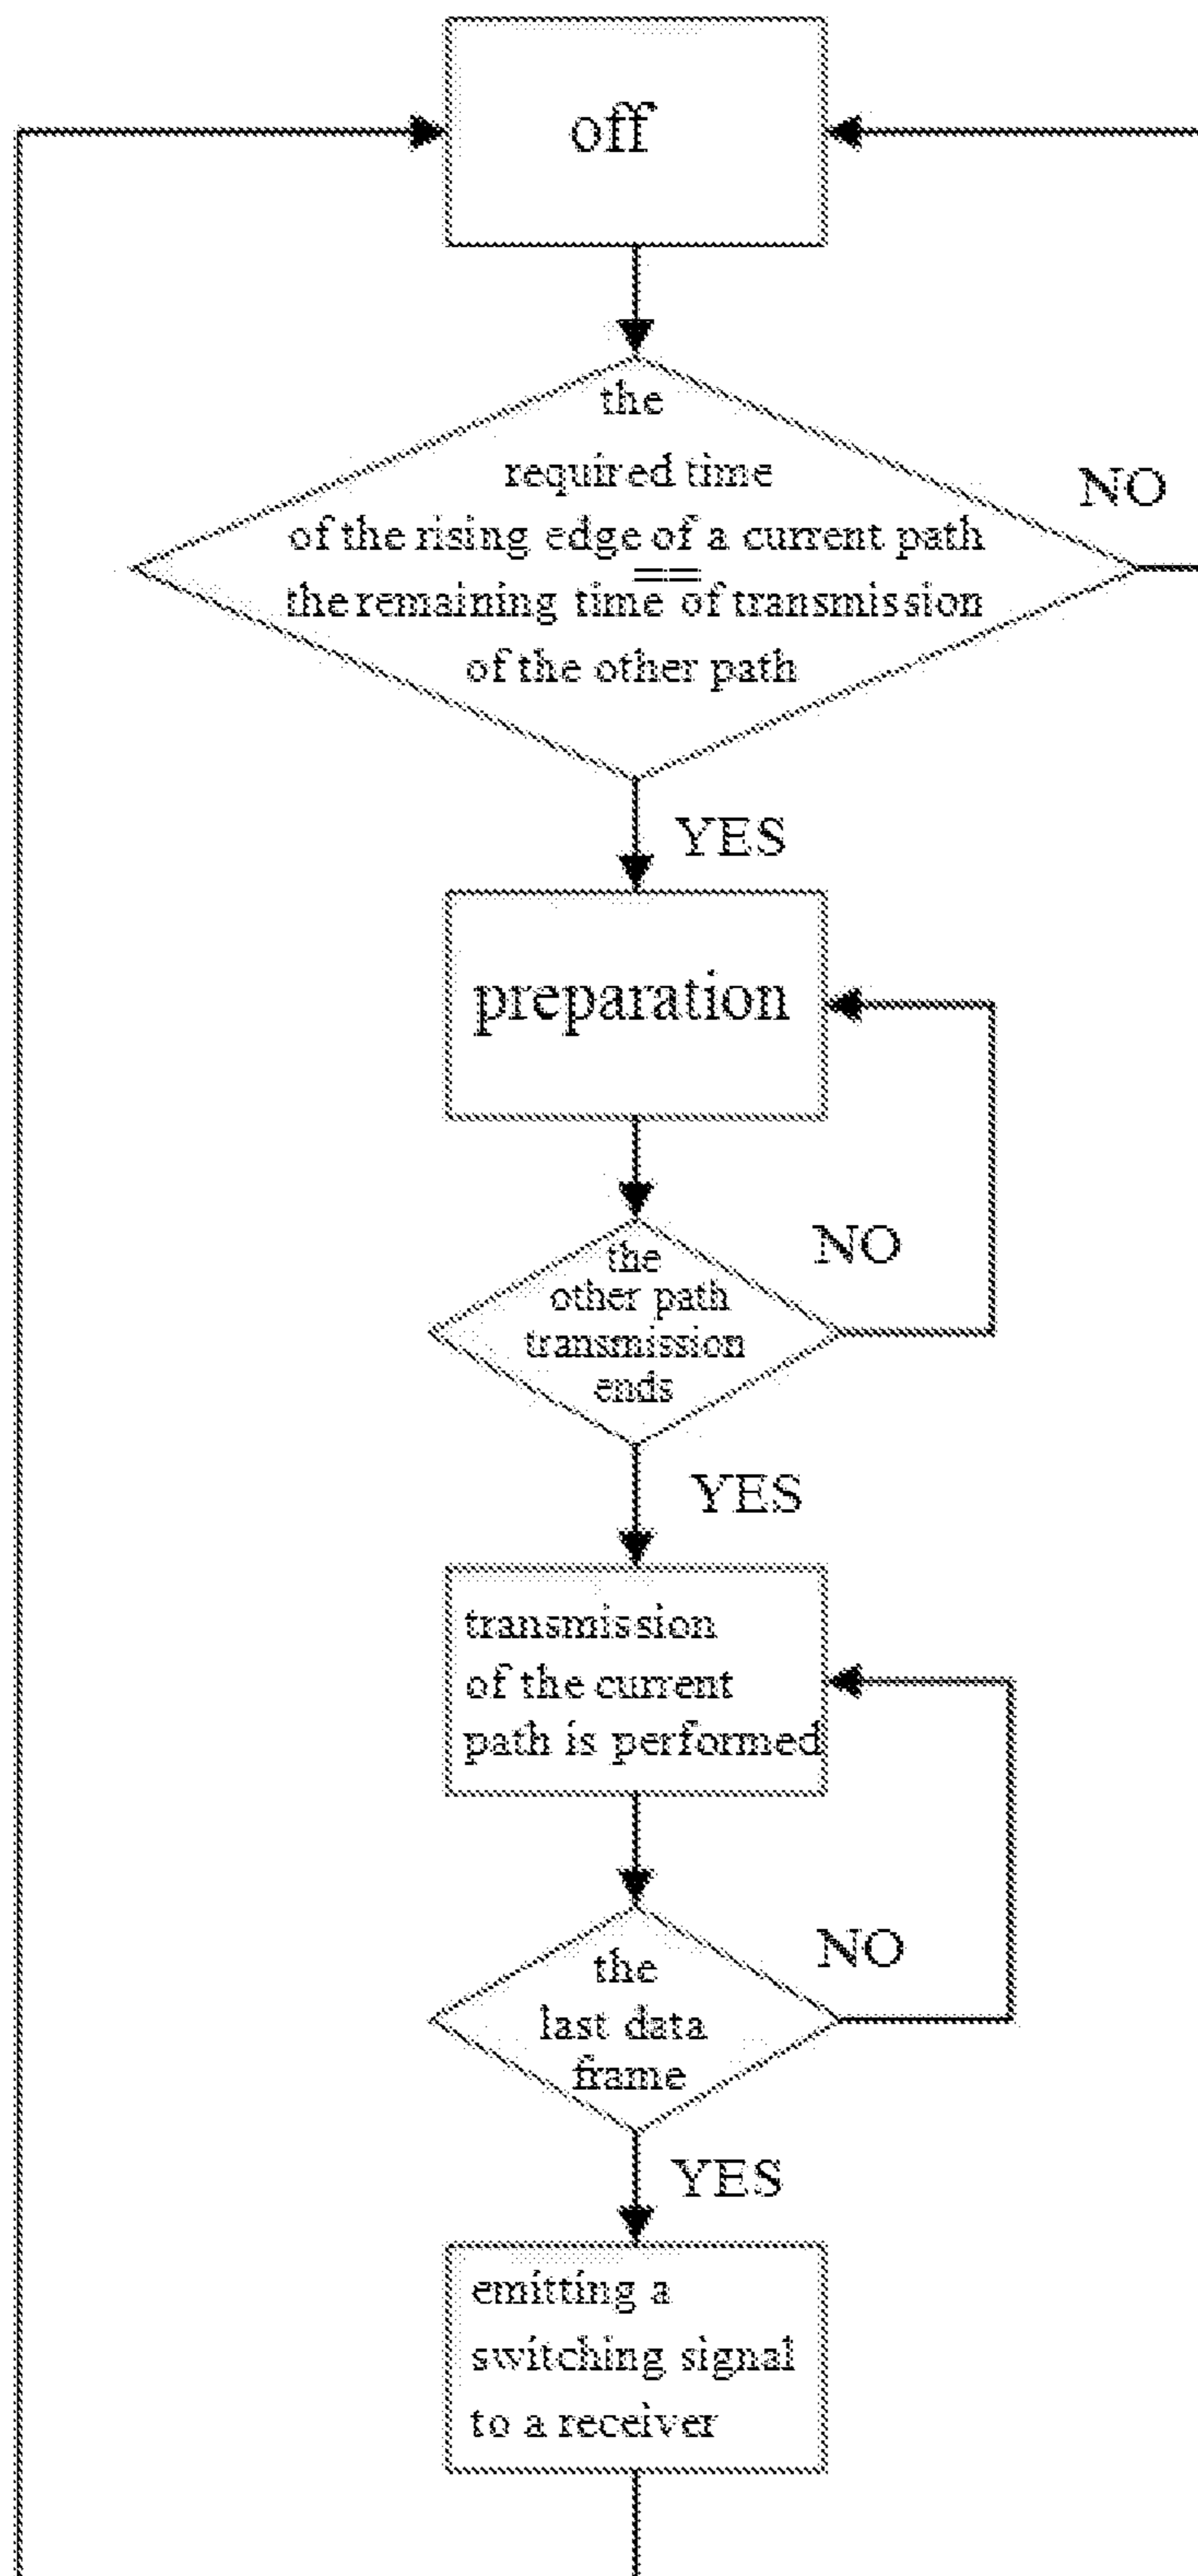 off
the
required time
NO
of the rising edge of a current path
==
the remaining time of transmission
of the other path
YES
preparation
NO
the
other path
transmission
ends
YES
transmission
of the current
path is performed
NO
the
last data
frame
YES
emitting a
switching signal
to a receiver